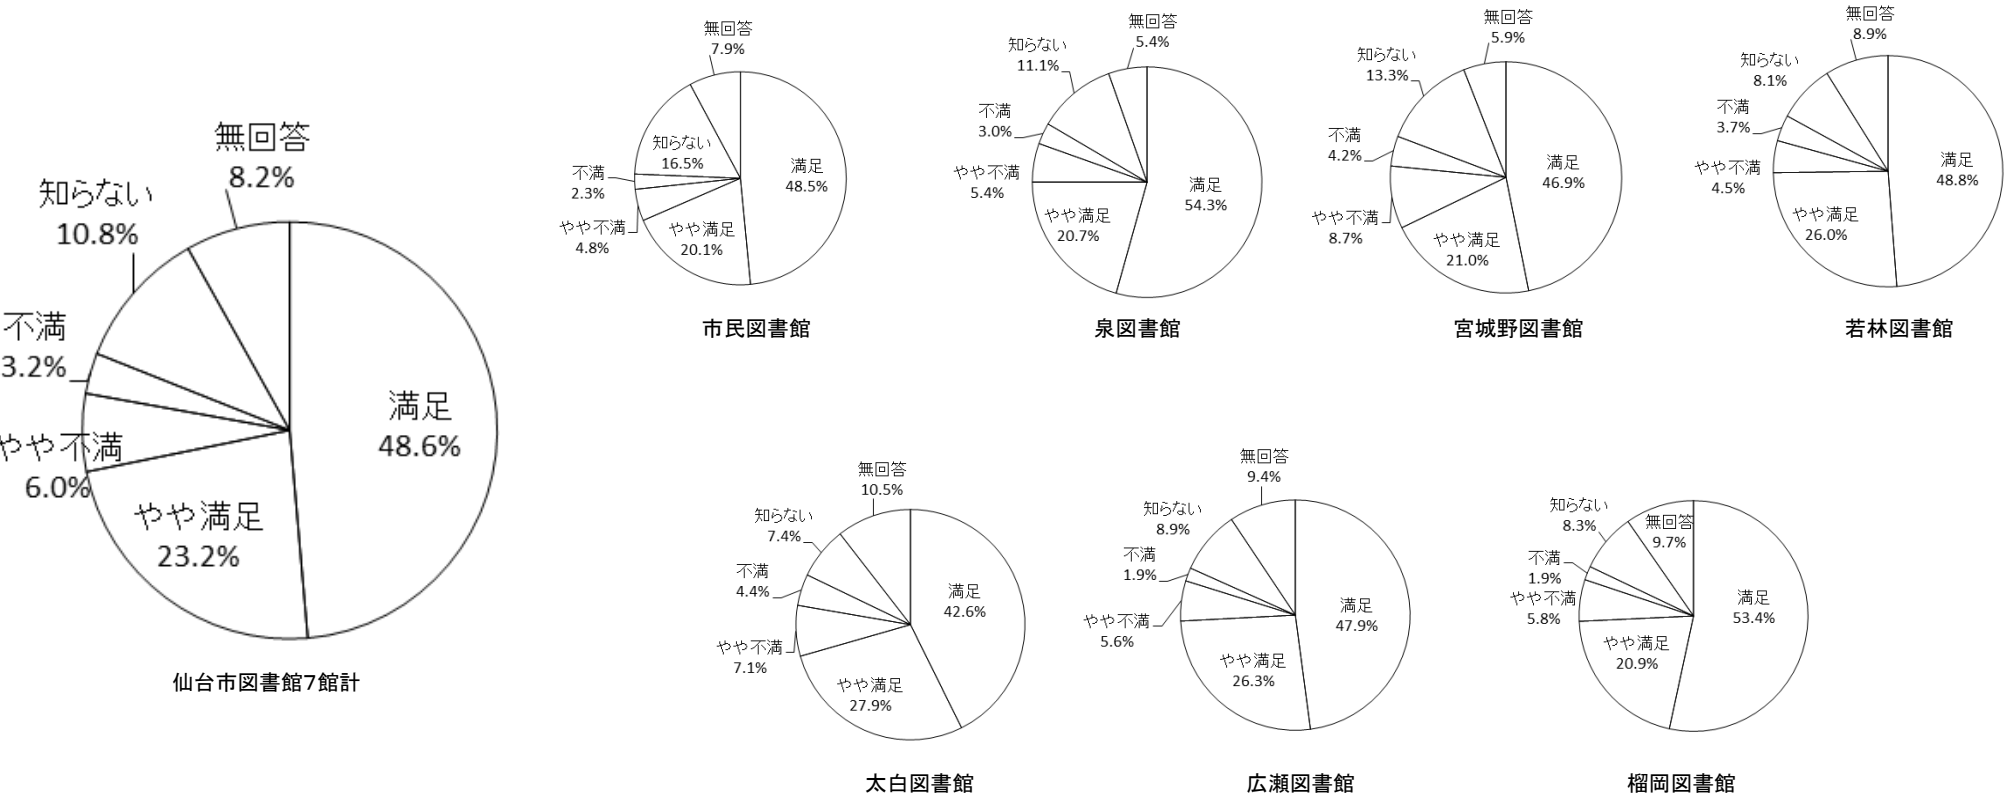 無回答
8.2%
知らない
10.8%
不満
3.2%
やや不満
6.0%
やや満足
23.2%
満足
48.6%
仙台市図書館7館計
無回答
7.9%
知らない
16.5%
不満
2.3%
やや不満
4.8%
やや満足
20.1%
満足
48.5%
市民図書館
無回答
5.4%
知らない
11.1%
不満
3.0%
やや不満
5.4%
やや満足
20.7%
満足
54.3%
泉図書館
無回答
5.9%
知らない
13.3%
不満
4.2%
やや不満
8.7%
やや満足
21.0%
満足
46.9%
宮城野図書館
無回答
8.9%
知らない
8.1%
不満
3.7%
やや不満
4.5%
やや満足
26.0%
満足
48.8%
若林図書館
無回答
10.5%
知らない
7.4%
不満
4.4%
やや不満
7.1%
やや満足
27.9%
満足
42.6%
太白図書館
無回答
9.4%
知らない
8.9%
不満
1.9%
やや不満
5.6%
やや満足
26.3%
満足
47.9%
広瀬図書館
無回答
9.7%
知らない
8.3%
不満
1.9%
やや不満
5.8%
やや満足
20.9%
満足
53.4%
榴岡図書館